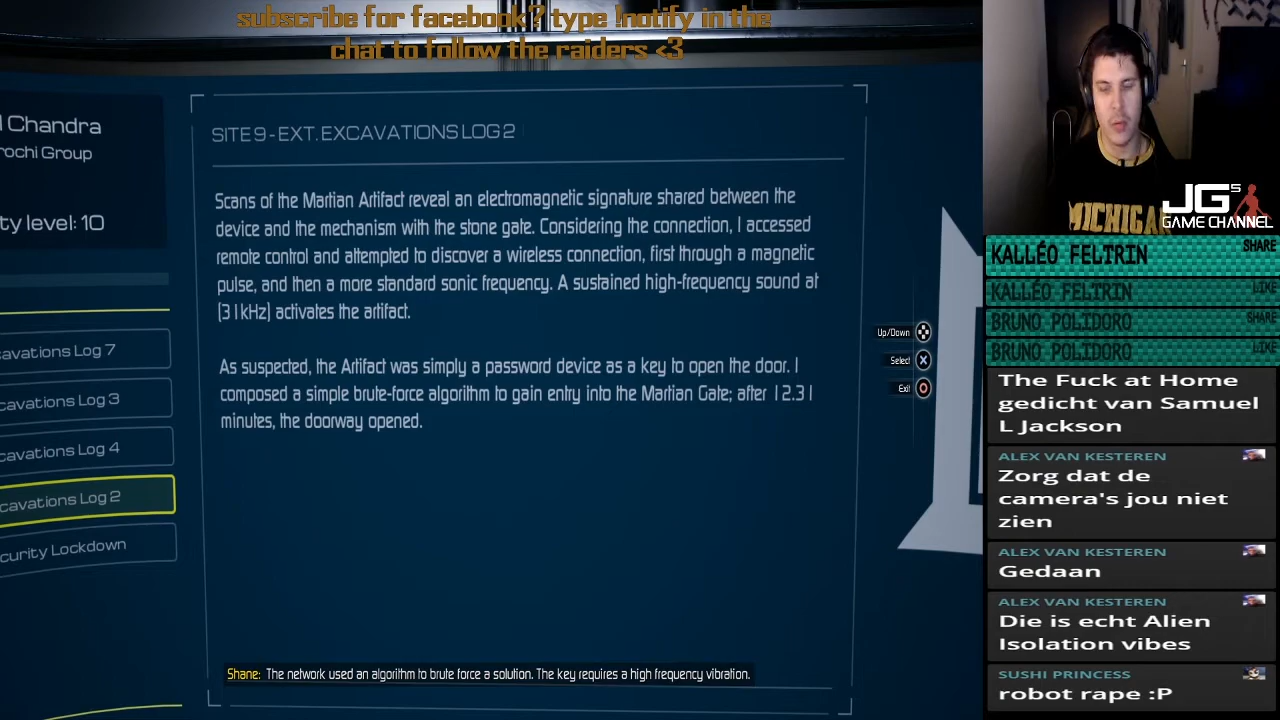 subscribe for facebook? type !notify in the
chat to follow the raiders <3
Chandra
rochi Group
ty level: 10
cavations Log 7
cavations Log 3
cavations Log 4
cavations Log 2
curity Lockdown
SITE 9 - EXT. EXCAVATIONS LOG 2
Scans of the Martian Artifact reveal an electromagnetic signature shared between the
device and the mechanism with the stone gate. Considering the connection, I accessed
remote control and attempted to discover a wireless connection, first through a magnetic
pulse, and then a more standard sonic frequency. A sustained high-frequency sound at
(31kHz) activates the artifact.
As suspected, the Artifact was simply a password device as a key to open the door. I
composed a simple brute-force algorithm to gain entry into the Martian Gate; after 12.31
minutes, the doorway opened.
Shane: The network used an algorithm to brute force a solution. The key requires a high frequency vibration.
Up/Down
Select
Exit
MICHIGA
JG5
GAME CHANNEL
KALLÉO FELTRIN SHARE
KALLÉO FELTRIN LIKE
BRUNO POLIDORO SHARE
BRUNO POLIDORO LIKE
The Fuck at Home
gedicht van Samuel
L Jackson
ALEX VAN KESTEREN
Zorg dat de
camera's jou niet
zien
ALEX VAN KESTEREN
Gedaan
ALEX VAN KESTEREN
Die is echt Alien
Isolation vibes
SUSHI PRINCESS
robot rape :P